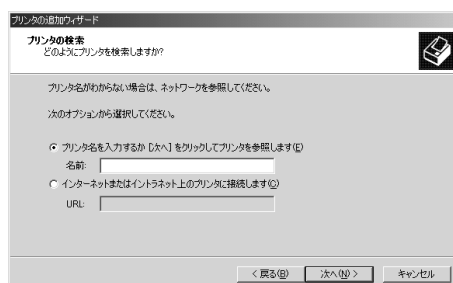 プリンタの追加ウィザード
プリンタの検索
どのようにプリンタを検索しますか?
プリンタ名がわからない場合は、ネットワークを参照してください。
次のオプションから選択してください。
プリンタ名を入力するか [次へ] をクリックしてプリンタを参照します(E)
名前:
インターネットまたはイントラネット上のプリンタに接続します(C)
URL:
< 戻る(B)
次へ(N) >
キャンセル